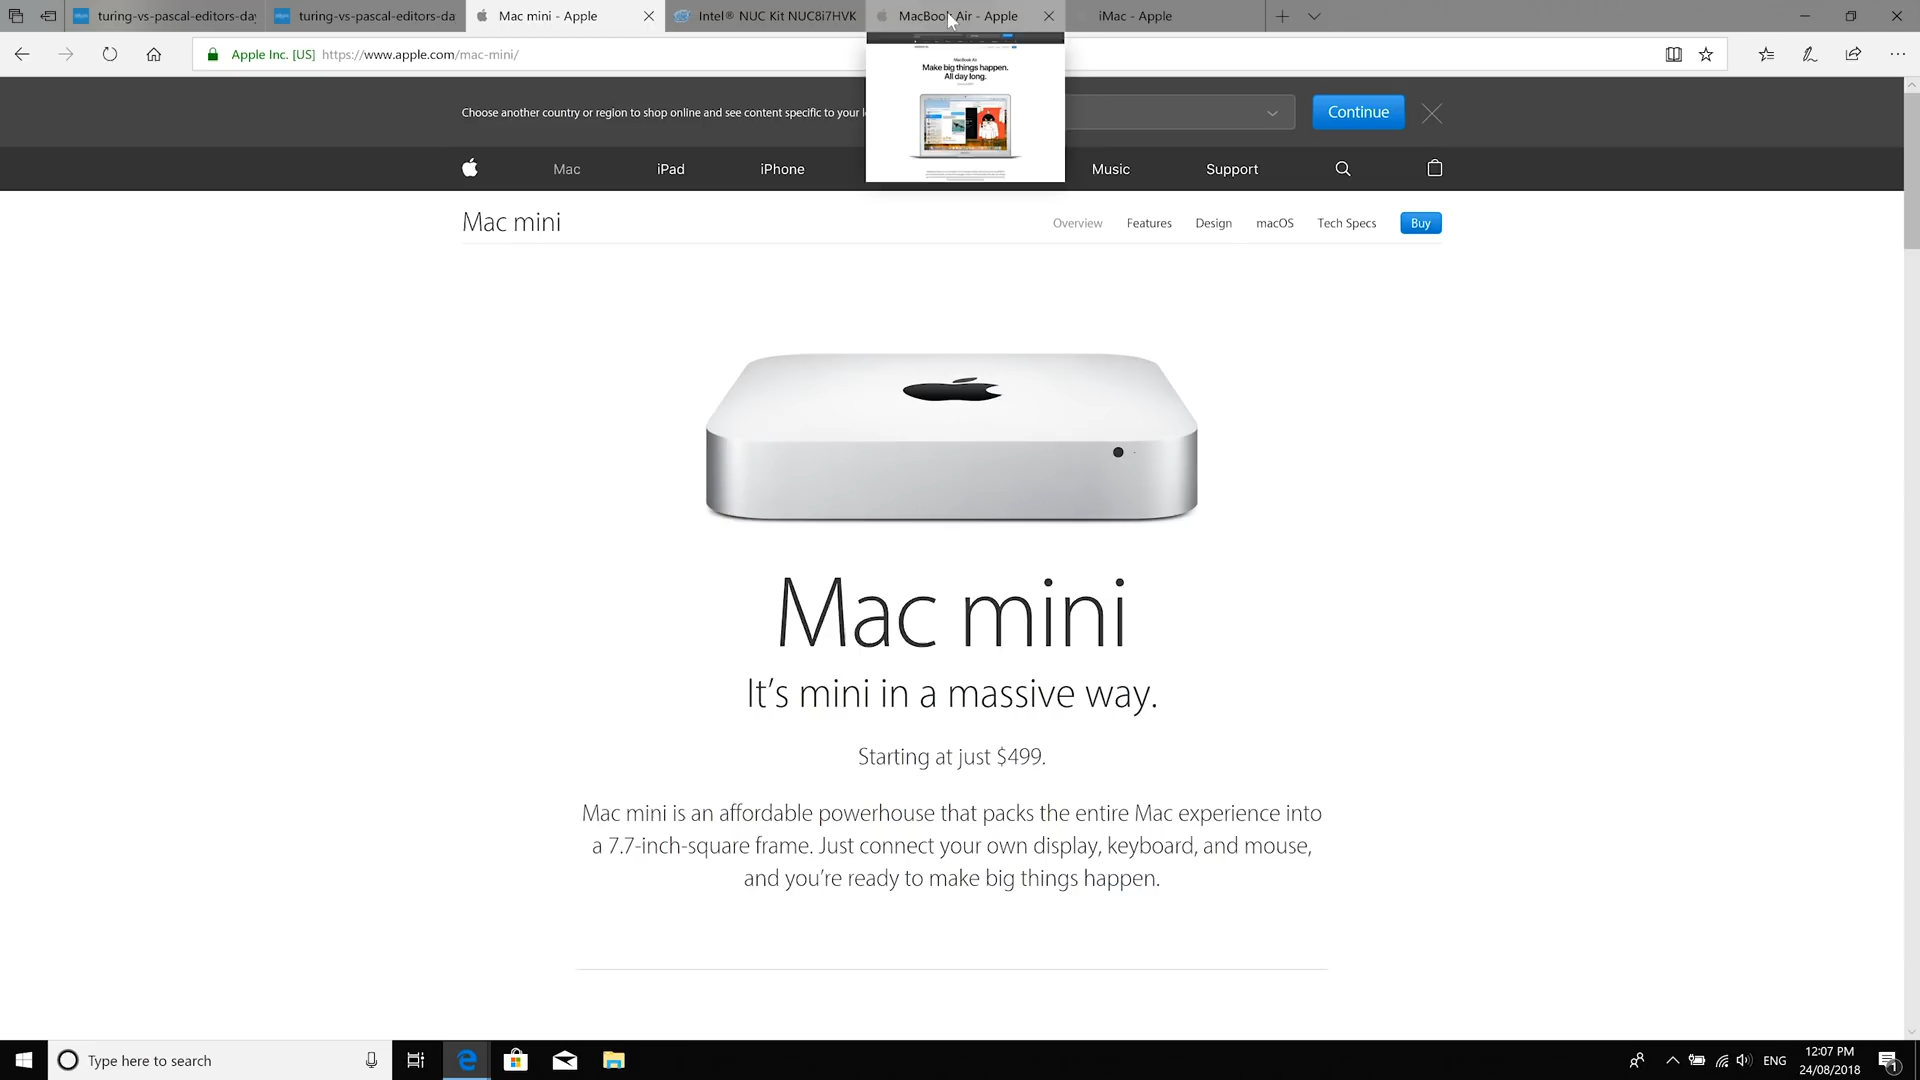 turing-vs-pascal-editors-day
turing-vs-pascal-editors-da
Mac mini - Apple
Intel® NUC Kit NUC8i7HVK
MacBook Air - Apple
iMac - Apple
Apple Inc. [US] https://www.apple.com/mac-mini/
MacBook Air
Make big things happen.
All day long.
Choose another country or region to shop online and see content specific to your
Continue
Mac
iPad
iPhone
Music
Support
Mac mini
Overview
Features
Design
macOS
Tech Specs
Buy
Mac mini
It's mini in a massive way.
Starting at just $499.
Mac mini is an affordable powerhouse that packs the entire Mac experience into
a 7.7-inch-square frame. Just connect your own display, keyboard, and mouse,
and you're ready to make big things happen.
Type here to search
ENG
12:07 PM
24/08/2018
1